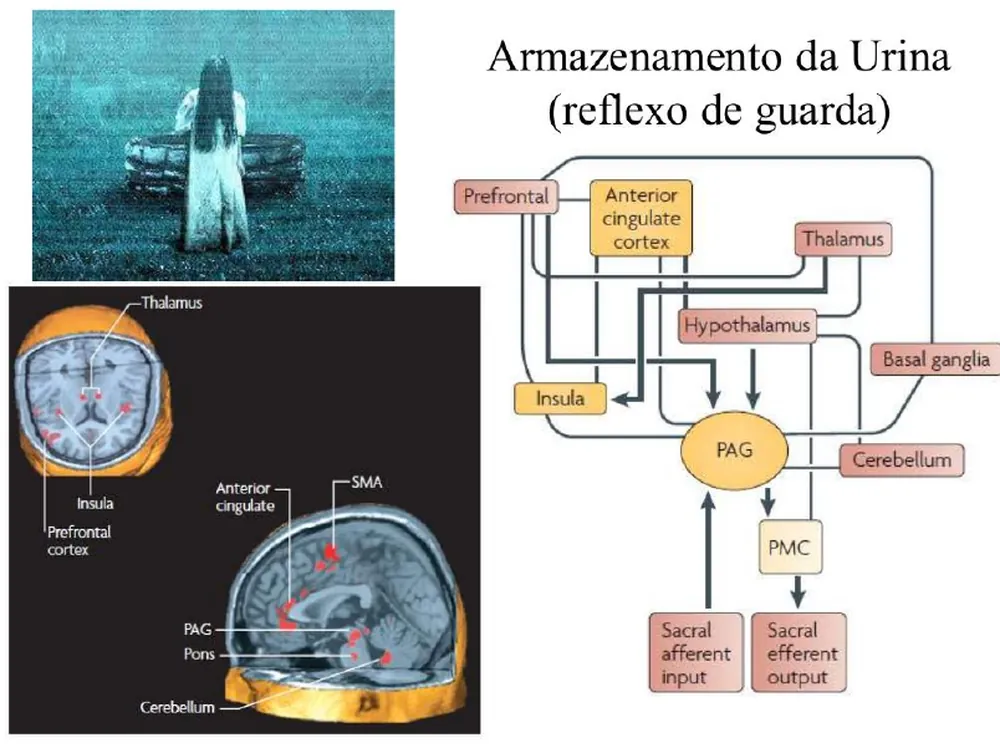 Armazenamento da Urina
(reflexo de guarda)
Prefrontal
Anterior
cingulate
cortex
Thalamus
Hypothalamus
Basal ganglia
Insula
PAG
Cerebellum
PMC
Sacral
afferent
input
Sacral
efferent
output
Thalamus
Insula
Prefrontal
cortex
Anterior
cingulate
SMA
PAG
Pons
Cerebellum